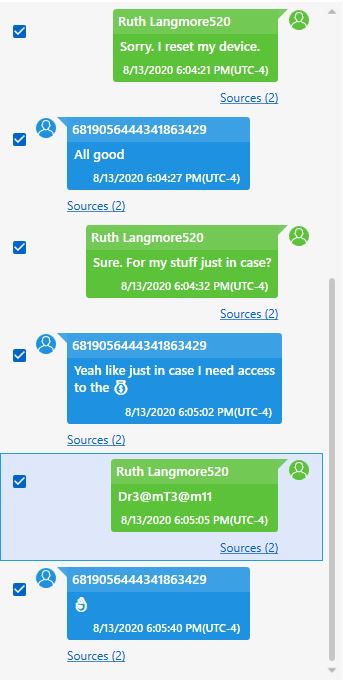 Ruth Langmore520
Sorry. I reset my device.
8/13/2020 6:04:21 PM(UTC-4)
Sources (2)
6819056444341863429
All good
8/13/2020 6:04:27 PM(UTC-4)
Sources (2)
Ruth Langmore520
Sure. For my stuff just in case?
8/13/2020 6:04:32 PM(UTC-4)
Sources (2)
6819056444341863429
Yeah like just in case I need access
to the 💰
8/13/2020 6:05:02 PM(UTC-4)
Sources (2)
Ruth Langmore520
Dr3@mT3@m11
8/13/2020 6:05:05 PM(UTC-4)
Sources (2)
6819056444341863429
👌
8/13/2020 6:05:40 PM(UTC-4)
Sources (2)